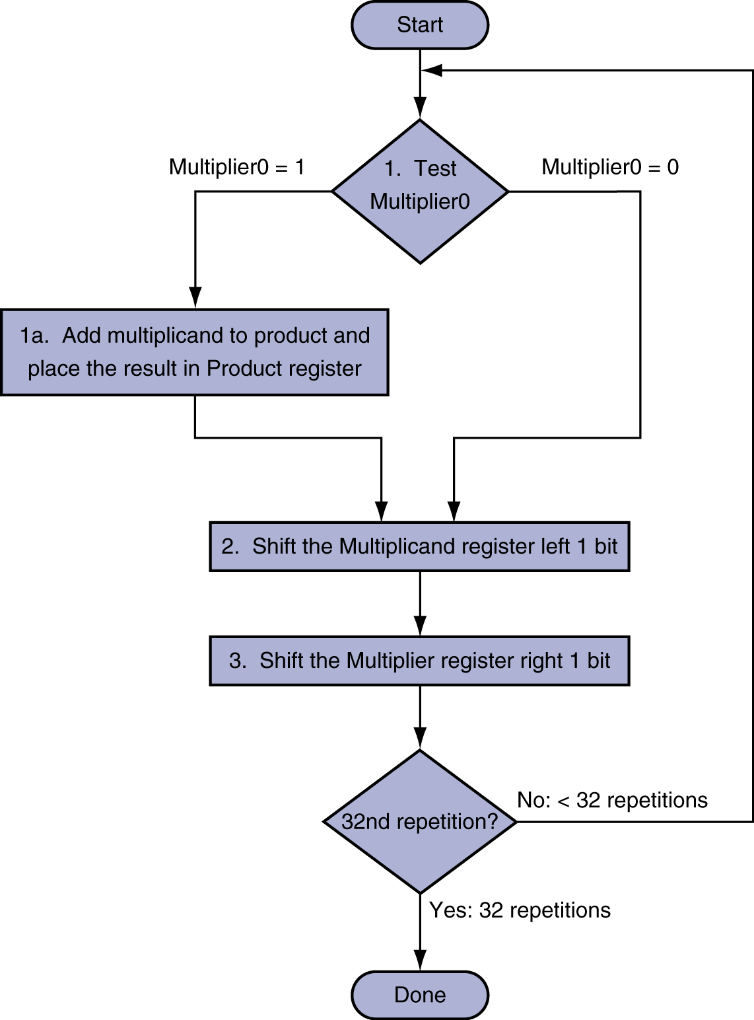 Start
Multiplier0 = 1
1. Test
Multiplier0
Multiplier0 = 0
1a. Add multiplicand to product and
place the result in Product register
2. Shift the Multiplicand register left 1 bit
3. Shift the Multiplier register right 1 bit
32nd repetition?
No: < 32 repetitions
Yes: 32 repetitions
Done